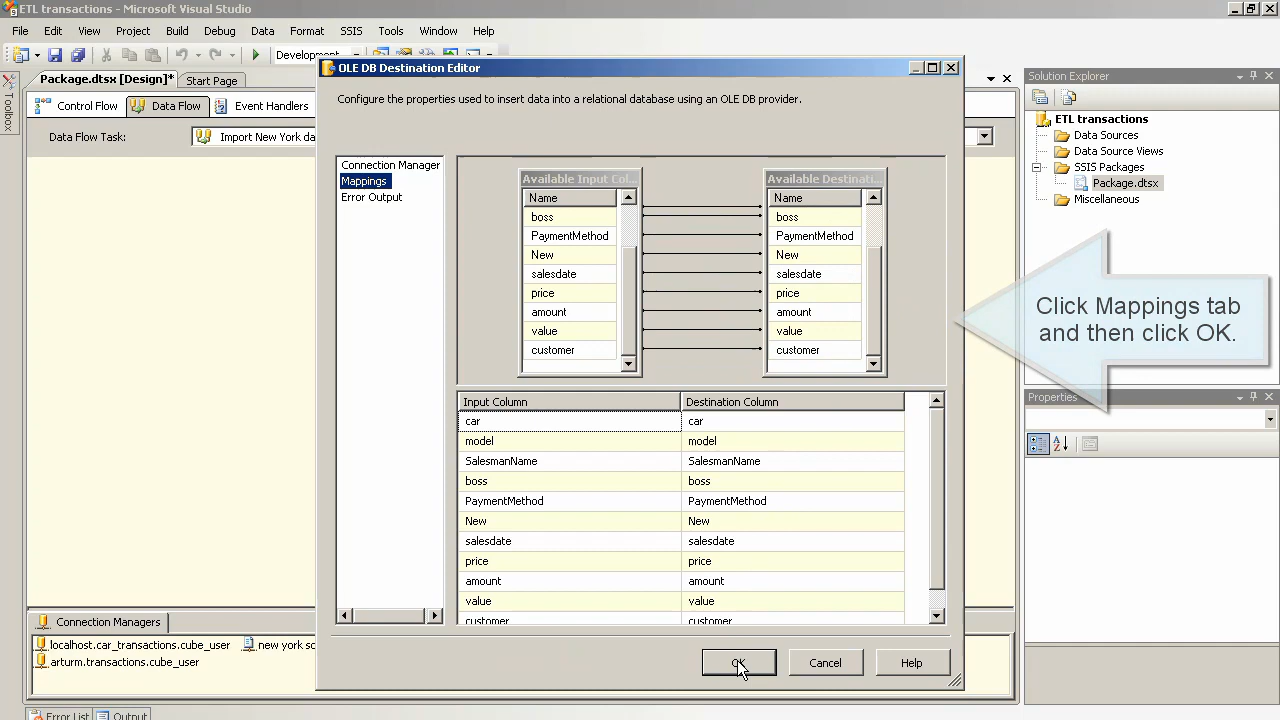 ETL transactions - Microsoft Visual Studio
File Edit View Project Build Debug Data Format SSIS Tools Window Help
Development
Package.dtsx [Design]* Start Page
Control Flow Data Flow Event Handlers
Data Flow Task: Import New York da
Toolbox
OLE DB Destination Editor
Configure the properties used to insert data into a relational database using an OLE DB provider.
Connection Manager
Mappings
Error Output
Available Input Col...
Name
boss
PaymentMethod
New
salesdate
price
amount
value
customer
Available Destinati...
Name
boss
PaymentMethod
New
salesdate
price
amount
value
customer
Input Column Destination Column
car car
model model
SalesmanName SalesmanName
boss boss
PaymentMethod PaymentMethod
New New
salesdate salesdate
price price
amount amount
value value
customer customer
OK Cancel Help
Solution Explorer
ETL transactions
Data Sources
Data Source Views
SSIS Packages
Package.dtsx
Miscellaneous
Click Mappings tab
and then click OK.
Properties
Connection Managers
localhost.car_transactions.cube_user new york sc
arturm.transactions.cube_user
Error List Output